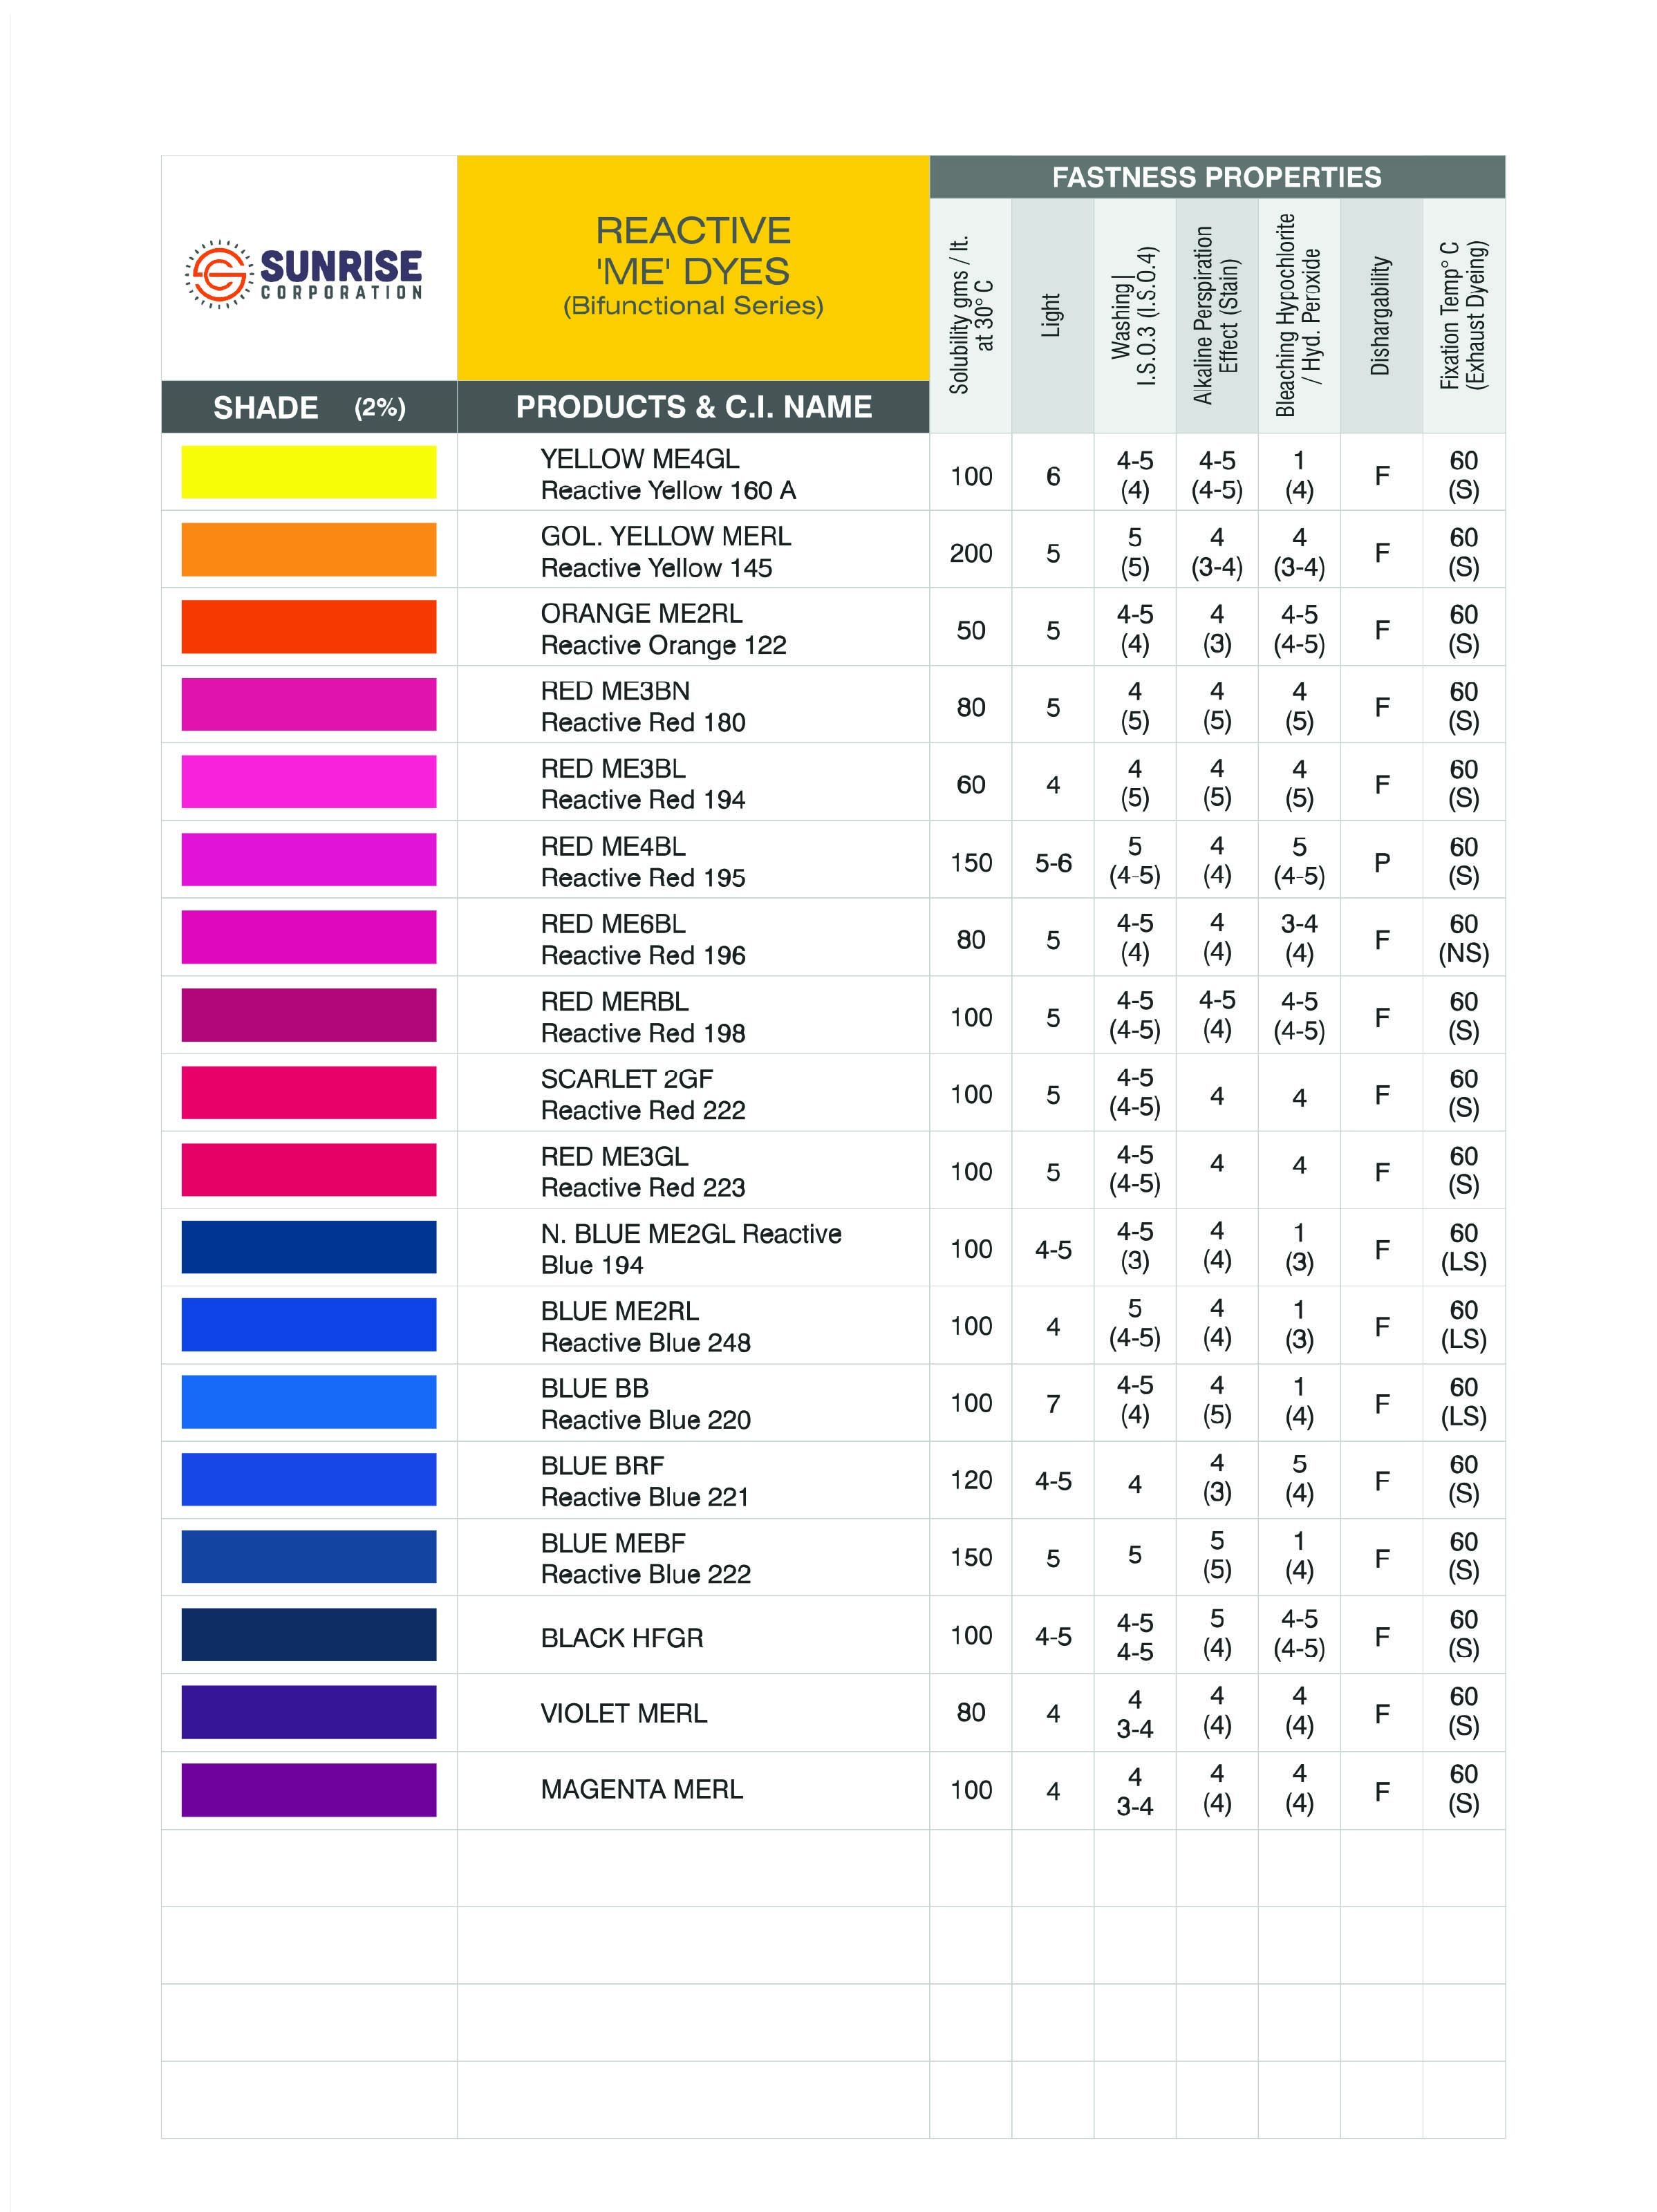 SUNRISE
CORPORATION
REACTIVE
'ME' DYES
(Bifunctional Series)
FASTNESS PROPERTIES
Solubility gms / lt.
at 30° C
Light
Washing|
I.S.O.3 (I.S.O.4)
Alkaline Perspiration
Effect (Stain)
Bleaching Hypochlorite
/ Hyd. Peroxide
Dishargability
Fixation Temp° C
(Exhaust Dyeing)
SHADE (2%)
PRODUCTS & C.I. NAME
YELLOW ME4GL
Reactive Yellow 160 A
100 6 4-5 (4) 4-5 (4-5) 1 (4) F 60 (S)
GOL. YELLOW MERL
Reactive Yellow 145
200 5 5 (5) 4 (3-4) 4 (3-4) F 60 (S)
ORANGE ME2RL
Reactive Orange 122
50 5 4-5 (4) 4 (3) 4-5 (4-5) F 60 (S)
RED ME3BN
Reactive Red 180
80 5 4 (5) 4 (5) 4 (5) F 60 (S)
RED ME3BL
Reactive Red 194
60 4 4 (5) 4 (5) 4 (5) F 60 (S)
RED ME4BL
Reactive Red 195
150 5-6 5 (4-5) 4 (4) 5 (4-5) P 60 (S)
RED ME6BL
Reactive Red 196
80 5 4-5 (4) 4 (4) 3-4 (4) F 60 (NS)
RED MERBL
Reactive Red 198
100 5 4-5 (4-5) 4-5 (4) 4-5 (4-5) F 60 (S)
SCARLET 2GF
Reactive Red 222
100 5 4-5 (4-5) 4 4 F 60 (S)
RED ME3GL
Reactive Red 223
100 5 4-5 (4-5) 4 4 F 60 (S)
N. BLUE ME2GL Reactive
Blue 194
100 4-5 4-5 (3) 4 (4) 1 (3) F 60 (LS)
BLUE ME2RL
Reactive Blue 248
100 4 5 (4-5) 4 (4) 1 (3) F 60 (LS)
BLUE BB
Reactive Blue 220
100 7 4-5 (4) 4 (5) 1 (4) F 60 (LS)
BLUE BRF
Reactive Blue 221
120 4-5 4 4 (3) 5 (4) F 60 (S)
BLUE MEBF
Reactive Blue 222
150 5 5 5 (5) 1 (4) F 60 (S)
BLACK HFGR
100 4-5 4-5 4-5 5 (4) 4-5 (4-5) F 60 (S)
VIOLET MERL
80 4 4 3-4 4 (4) 4 (4) F 60 (S)
MAGENTA MERL
100 4 4 3-4 4 (4) 4 (4) F 60 (S)